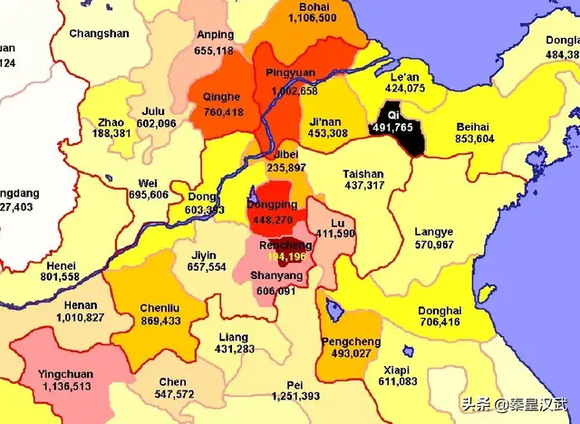 Bohai
1,106,500
Anping
655,118
Changshan
uan
124
Dongla
484,38
Pingyuan
1,002,658
Le'an
424,075
Qinghe
760,418
Julu
602,096
Zhao
188,381
Ji'nan
453,308
Qi
491,765
Beihai
853,604
Jibei
235,897
Taishan
437,317
Wei
695,606
Dong
603,393
Dongping
448,270
ngdang
27,403
Lu
411,590
Langye
570,967
Rencheng
194,196
Jiyin
657,554
Shanyang
606,091
Henei
801,558
Henan
1,010,827
Chenliu
869,433
Donghai
706,416
Liang
431,283
Pengcheng
493,027
Yingchuan
1,136,513
Chen
547,572
Pei
1,251,393
Xiapi
611,083
头条 @秦皇汉武